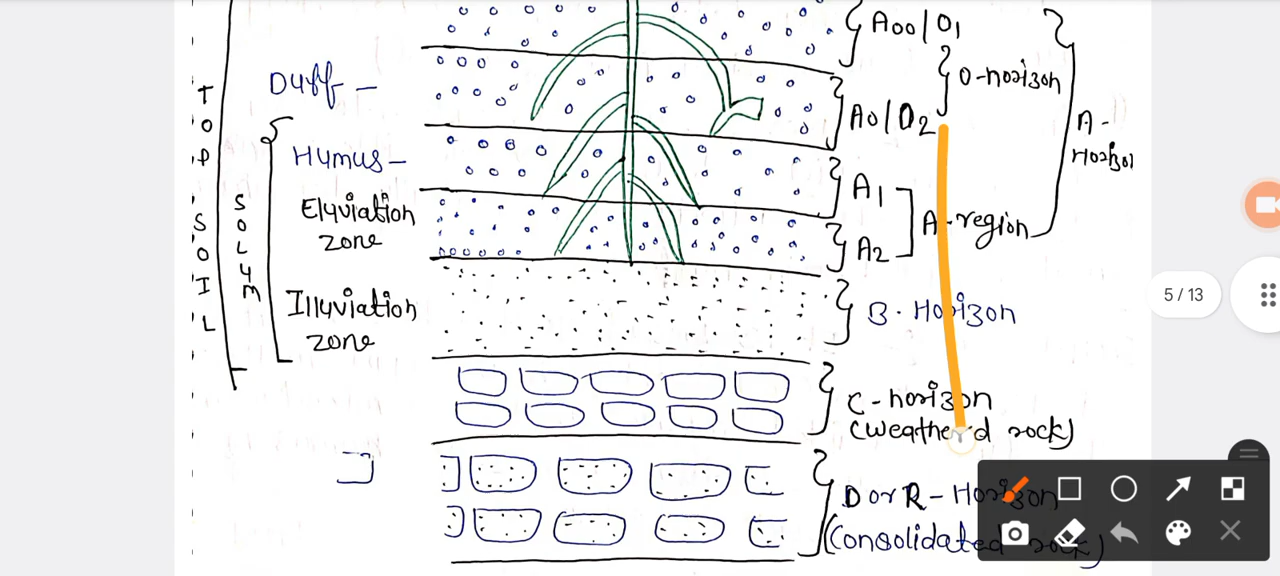 A00/O1
O-horizon
Duff -
A0/O2
A-
Horizon
Humus -
A1
Eluviation
zone
A-region
A2
TOP SOIL
SOLUM
Illuviation
zone
B. Horizon
C-horizon
(weatherd rock)
D or R - Horizon
(Consolidated rock)
5 / 13